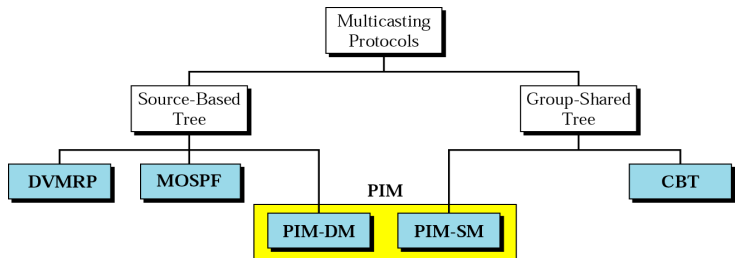 Multicasting
Protocols
Source-Based
Tree
Group-Shared
Tree
DVMRP
MOSPF
CBT
PIM
PIM-DM
PIM-SM